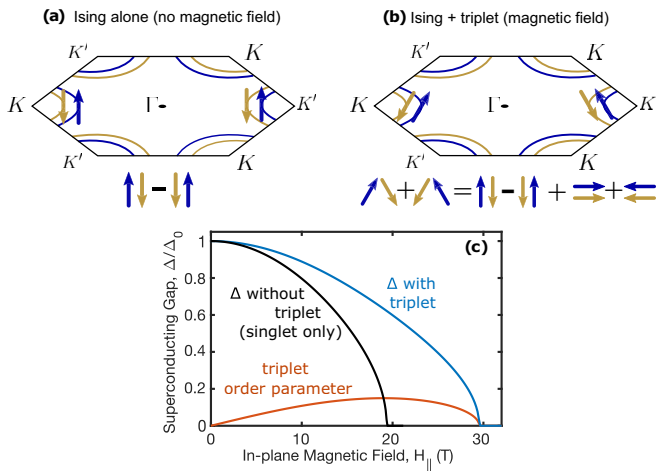 (a) Ising alone (no magnetic field)
K'
K
K
Γ
K'
K'
K
(b) Ising + triplet (magnetic field)
K'
K
K
Γ
K'
K'
K
- 
+ = - + +
(c)
Superconducting Gap, Δ/Δ₀
1
0.8
0.6
0.4
0.2
0
Δ with
triplet
Δ without
triplet
(singlet only)
triplet
order parameter
0
10
20
30
In-plane Magnetic Field, H|| (T)